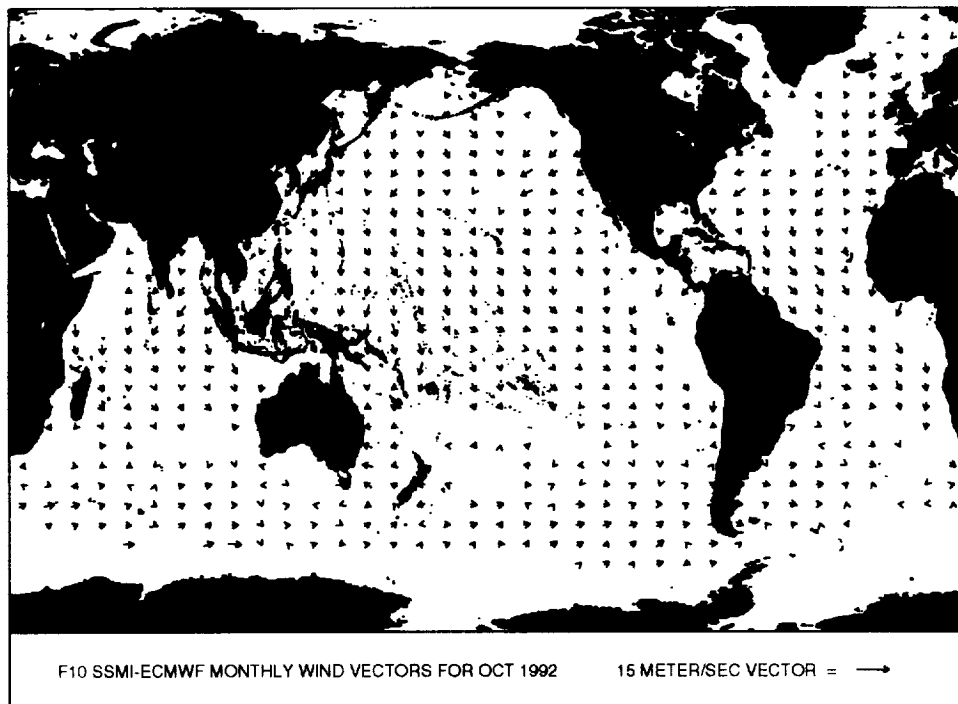 F10 SSMI-ECMWF MONTHLY WIND VECTORS FOR OCT 1992 15 METER/SEC VECTOR =